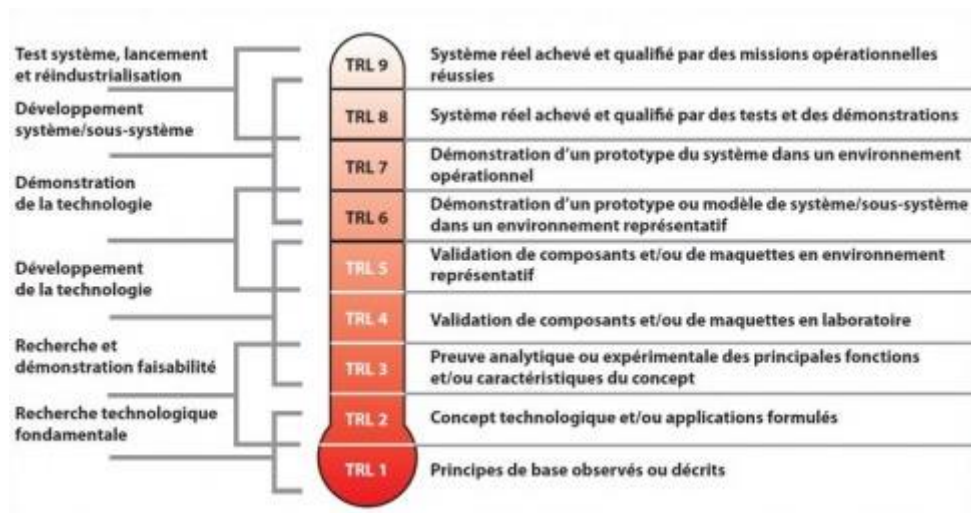 Test système, lancement
et réindustrialisation
Développement
système/sous-système
Démonstration
de la technologie
Développement
de la technologie
Recherche et
démonstration faisabilité
Recherche technologique
fondamentale
TRL 9
TRL 8
TRL 7
TRL 6
TRL 5
TRL 4
TRL 3
TRL 2
TRL 1
Système réel achevé et qualifié par des missions opérationnelles
réussies
Système réel achevé et qualifié par des tests et des démonstrations
Démonstration d'un prototype du système dans un environnement
opérationnel
Démonstration d'un prototype ou modèle de système/sous-système
dans un environnement représentatif
Validation de composants et/ou de maquettes en environnement
représentatif
Validation de composants et/ou de maquettes en laboratoire
Preuve analytique ou expérimentale des principales fonctions
et/ou caractéristiques du concept
Concept technologique et/ou applications formulés
Principes de base observés ou décrits